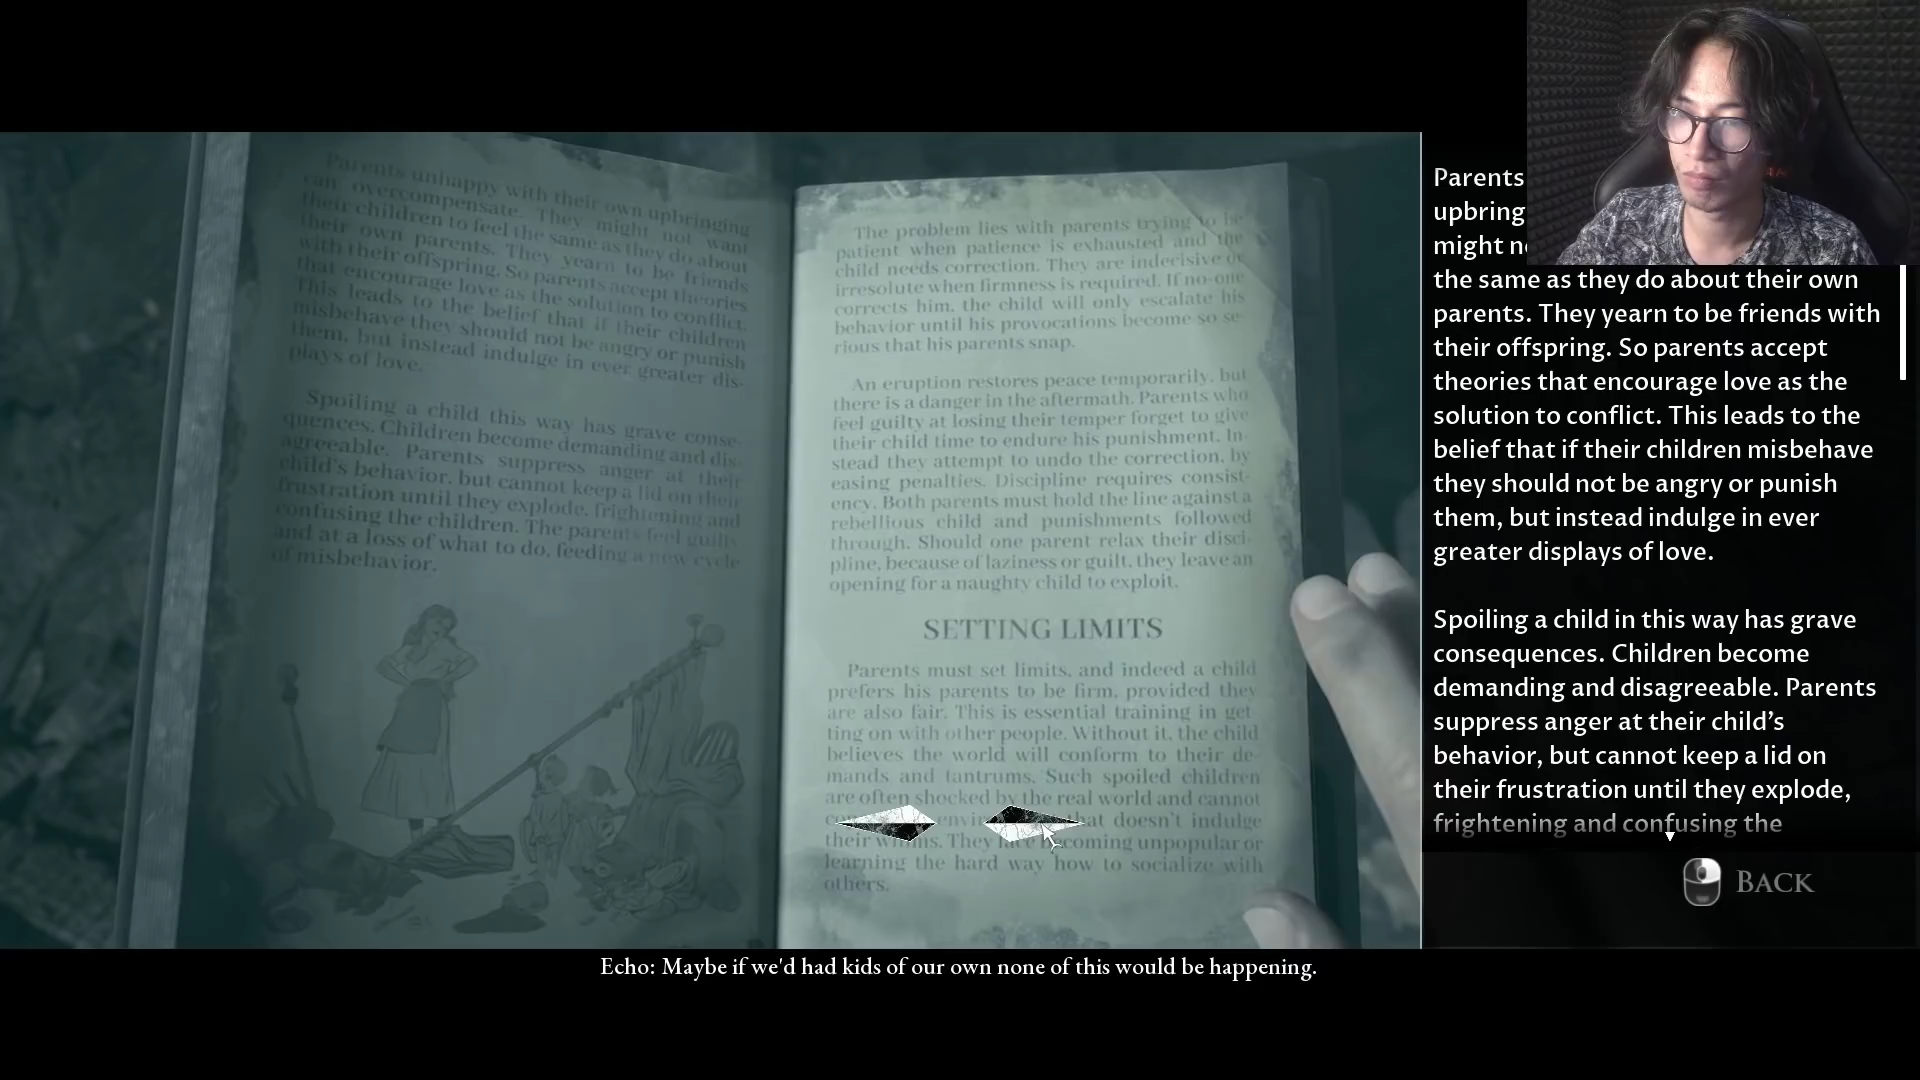 Parents unhappy with their own upbringing
can overcompensate. They might not want
their children to feel the same as they do about
their own parents. They yearn to be friends
with their offspring. So parents accept theories
that encourage love as the solution to conflict.
This leads to the belief that if their children
misbehave they should not be angry or punish
them, but instead indulge in ever greater dis-
plays of love.
Spoiling a child this way has grave conse-
quences. Children become demanding and dis-
agreeable. Parents suppress anger at their
child's behavior, but cannot keep a lid on their
frustration until they explode, frightening and
confusing the children. The parents feel guilty
and at a loss of what to do, feeding a new cycle
of misbehavior.
The problem lies with parents trying to be
patient when patience is exhausted and the
child needs correction. They are indecisive or
irresolute when firmness is required. If no-one
corrects him, the child will only escalate his
behavior until his provocations become so se-
rious that his parents snap.
An eruption restores peace temporarily, but
there is a danger in the aftermath. Parents who
feel guilty at losing their temper forget to give
their child time to endure his punishment. In-
stead they attempt to undo the correction, by
easing penalties. Discipline requires consist-
ency. Both parents must hold the line against a
rebellious child and punishments followed
through. Should one parent relax their disci-
pline, because of laziness or guilt, they leave an
opening for a naughty child to exploit.
SETTING LIMITS
Parents must set limits, and indeed a child
prefers his parents to be firm, provided they
are also fair. This is essential training in get
ting on with other people. Without it, the child
believes the world will conform to their de-
mands and tantrums. Such spoiled children
are often shocked by the real world and cannot
that doesn't indulge
their They becoming unpopular or
learning the hard way how to socialize with
others.
Parents
upbring
might
the same as they do about their own
parents. They yearn to be friends with
their offspring. So parents accept
theories that encourage love as the
solution to conflict. This leads to the
belief that if their children misbehave
they should not be angry or punish
them, but instead indulge in ever
greater displays of love.
Spoiling a child in this way has grave
consequences. Children become
demanding and disagreeable. Parents
suppress anger at their child's
behavior, but cannot keep a lid on
their frustration until they explode,
frightening and confusing the
BACK
Echo: Maybe if we'd had kids of our own none of this would be happening.